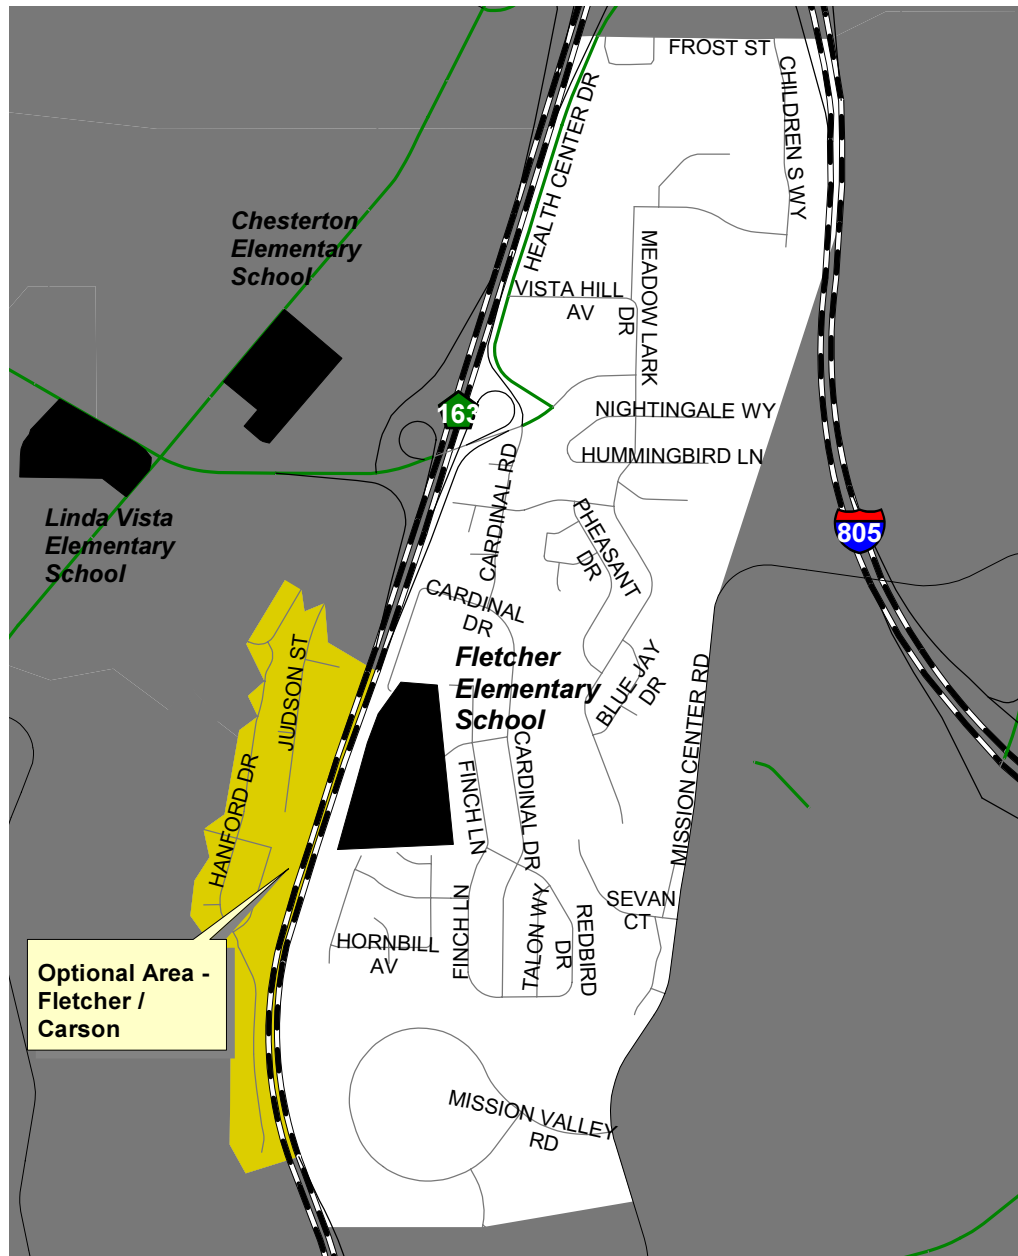 FROST ST
CHILDREN S WY
HEALTH CENTER DR
Chesterton
Elementary
School
MEADOW LARK
DR
VISTA HILL
AV
163
NIGHTINGALE WY
HUMMINGBIRD LN
CARDINAL RD
Linda Vista
Elementary
School
PHEASANT
DR
805
CARDINAL
DR
Fletcher
Elementary
School
JUDSON ST
BLUE JAY
DR
MISSION CENTER RD
HANFORD DR
FINCH LN
CARDINAL DR
SEVAN
CT
FINCH LN
TALON WY
REDBIRD
DR
HORNBILL
AV
Optional Area -
Fletcher /
Carson
MISSION VALLEY
RD